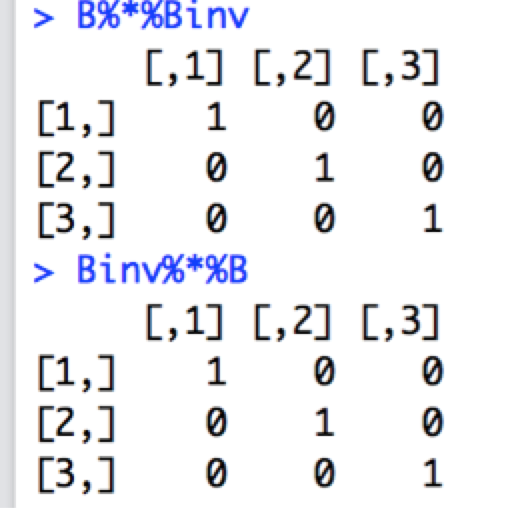 > B%*%Binv
     [,1] [,2] [,3]
[1,]    1    0    0
[2,]    0    1    0
[3,]    0    0    1
> Binv%*%B
     [,1] [,2] [,3]
[1,]    1    0    0
[2,]    0    1    0
[3,]    0    0    1